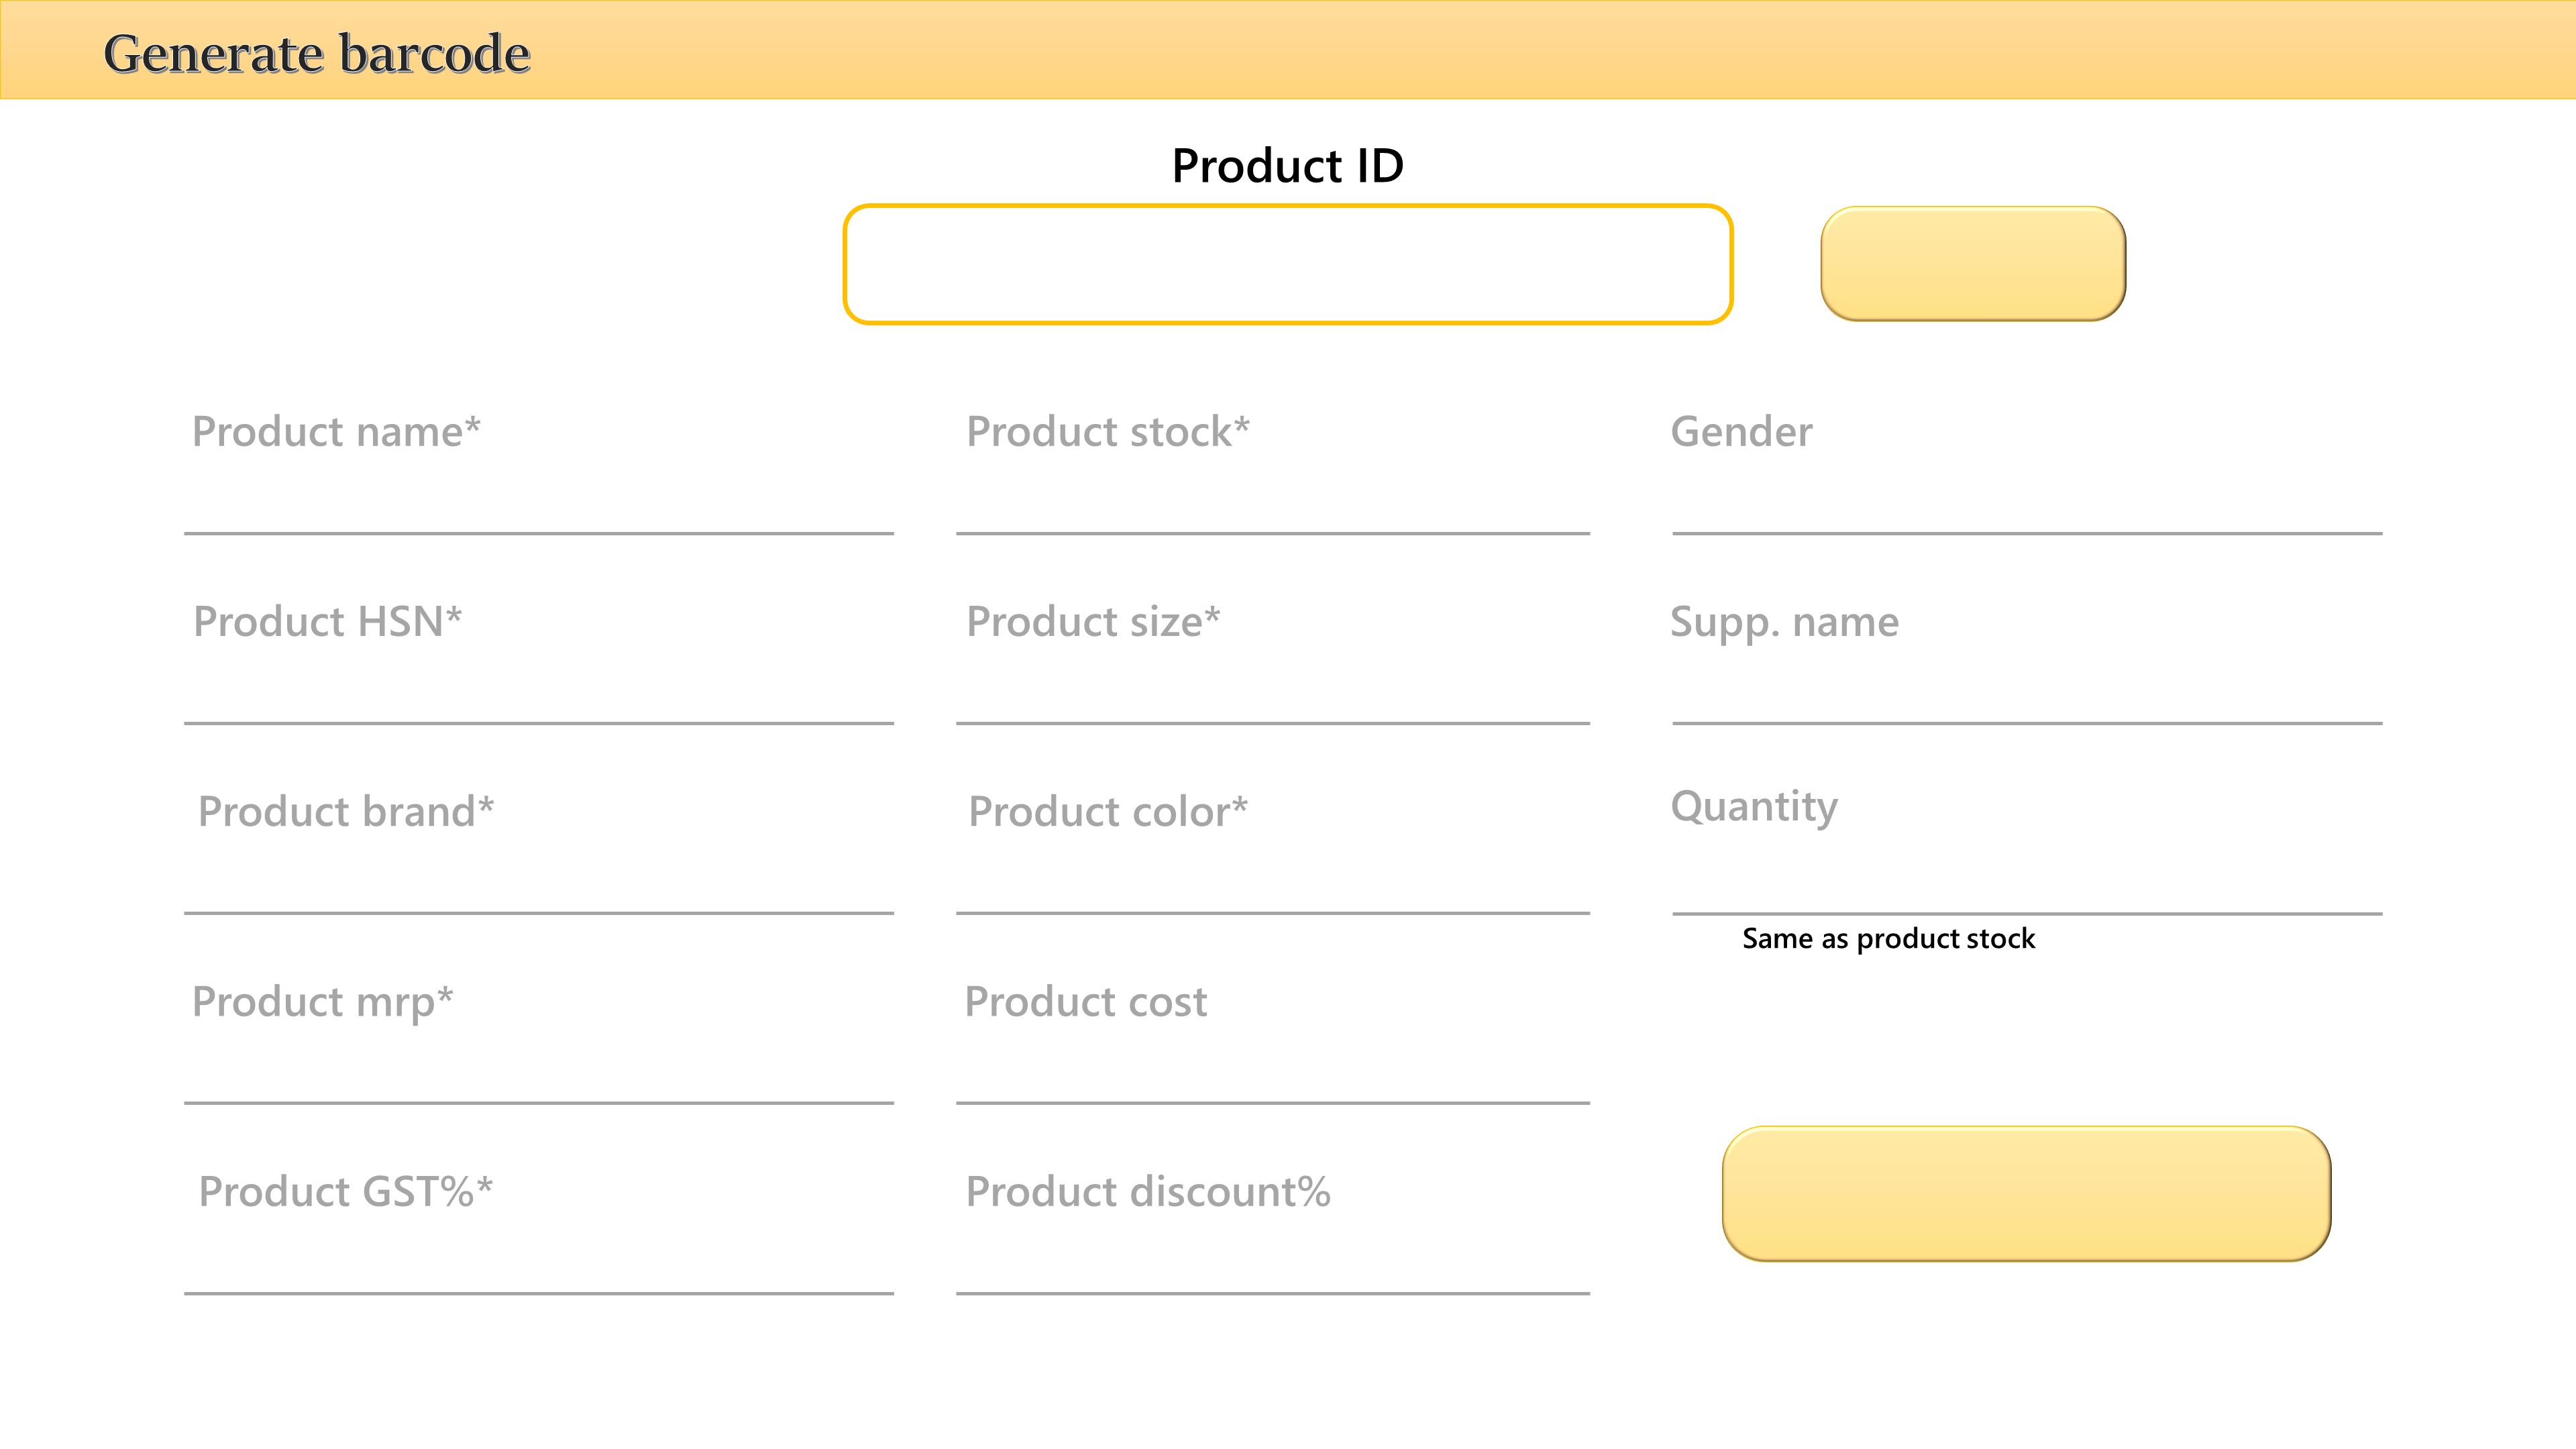 Generate barcode
Product ID
Product name*
Product stock*
Gender
Product HSN*
Product size*
Supp. name
Product brand*
Product color*
Quantity
Same as product stock
Product mrp*
Product cost
Product GST%*
Product discount%